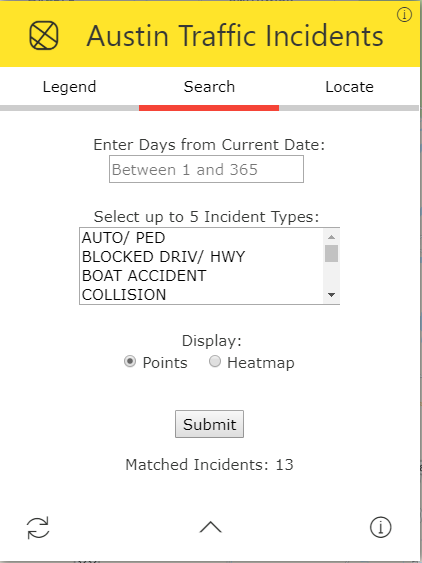 Austin Traffic Incidents
Legend Search Locate
Enter Days from Current Date:
Between 1 and 365
Select up to 5 Incident Types:
AUTO/ PED
BLOCKED DRIV/ HWY
BOAT ACCIDENT
COLLISION
Display:
Points Heatmap
Submit
Matched Incidents: 13